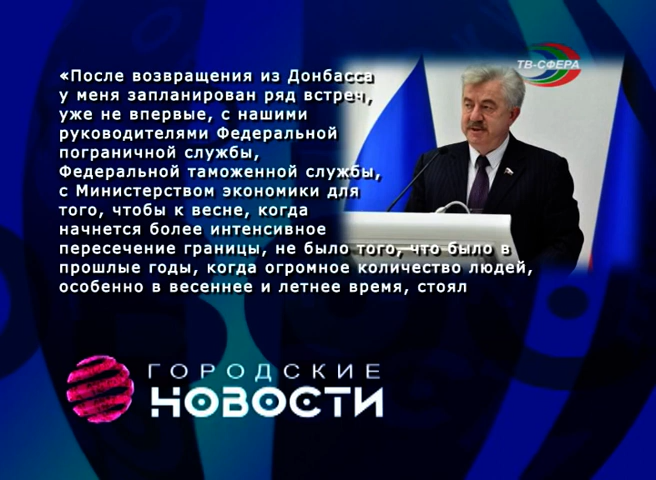 ТВ-СФЕРА
«После возвращения из Донбасса
у меня запланирован ряд встреч,
уже не впервые, с нашими
руководителями Федеральной
пограничной службы,
Федеральной таможенной службы,
с Министерством экономики для
того, чтобы к весне, когда
начнется более интенсивное
пересечение границы, не было того, что было в
прошлые годы, когда огромное количество людей,
особенно в весеннее и летнее время, стоял
ГОРОДСКИЕ
НОВОСТИ